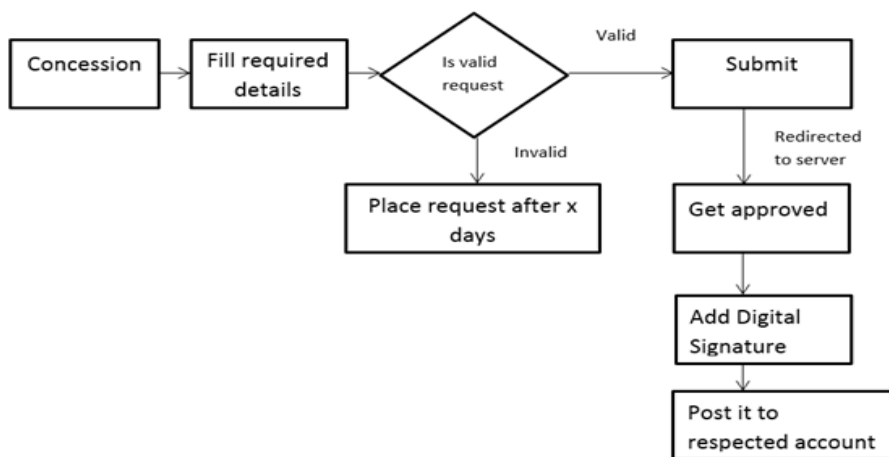 Concession
Fill required
details
Is valid
request
Valid
Submit
Invalid
Redirected
to server
Place request after x
days
Get approved
Add Digital
Signature
Post it to
respected account